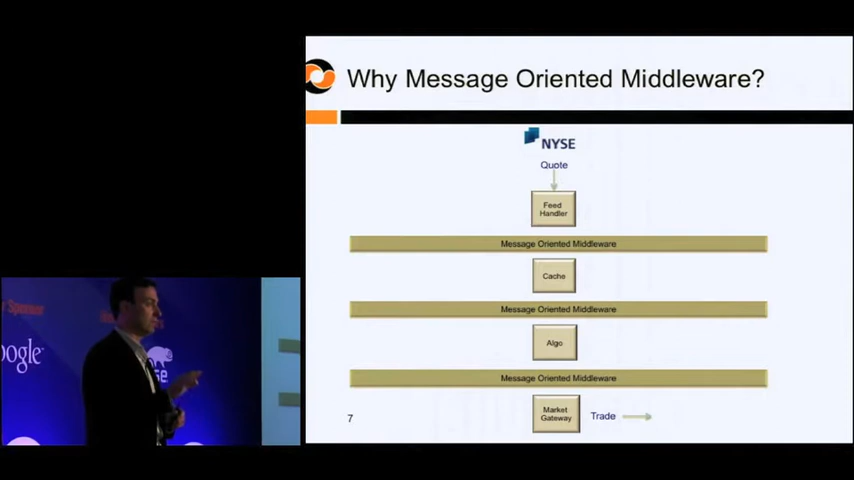 Why Message Oriented Middleware?
NYSE
Quote
Feed
Handler
Message Oriented Middleware
Cache
Message Oriented Middleware
Algo
Message Oriented Middleware
Market
Gateway
Trade
7
Sponsor
oogle